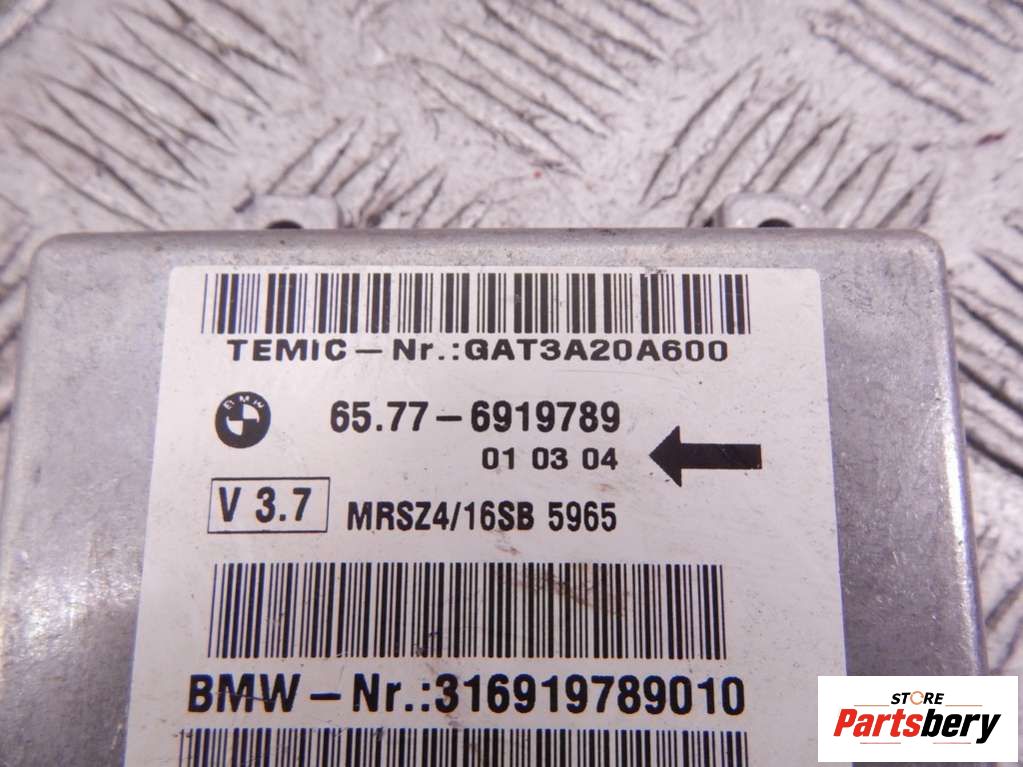 TEMIC-Nr.:GAT3A20A600
BMW
65.77-6919789
01 03 04
V 3.7
MRSZ4/16SB 5965
BMW-Nr.:316919789010
STORE
Partsbery